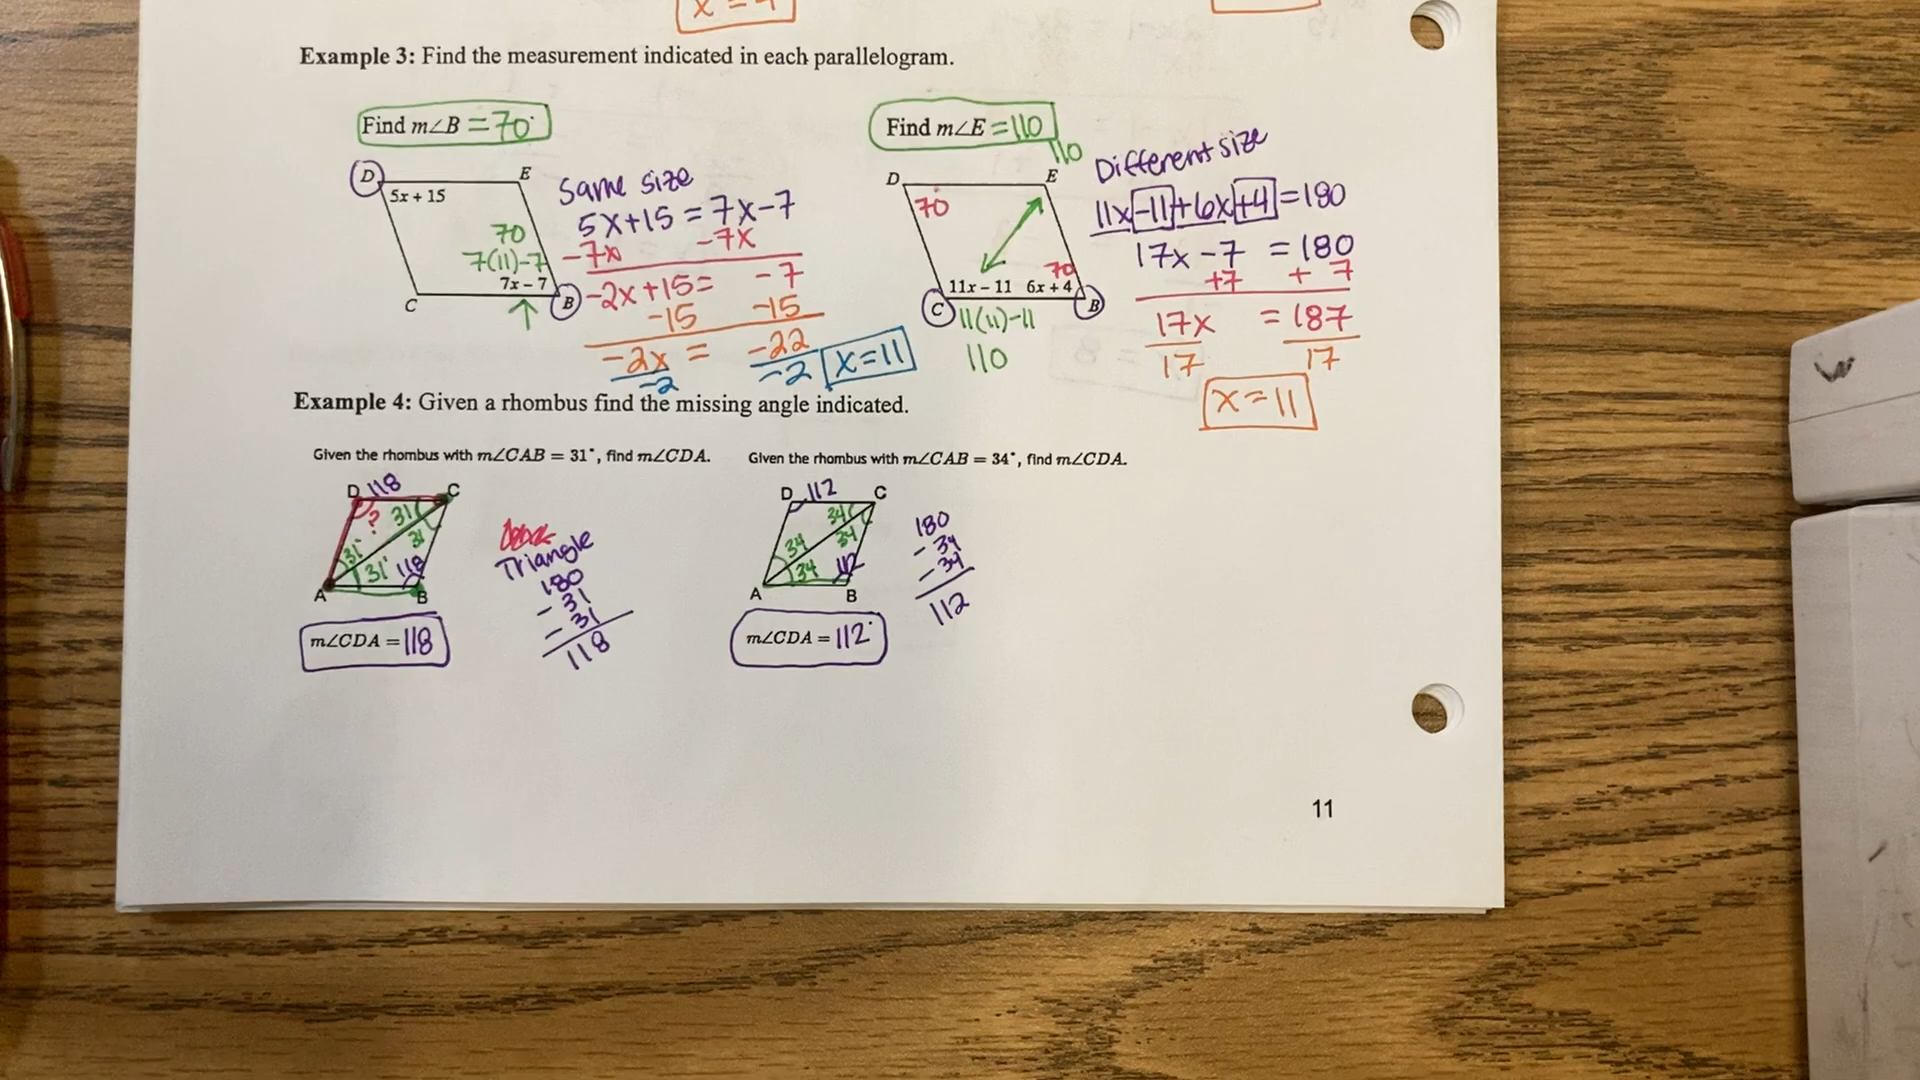 x = 4
Example 3: Find the measurement indicated in each parallelogram.
Find m∠B = 70°
D
E
5x + 15
70
7(11)-7
7x – 7
C
B
Same size
5x+15 = 7x-7
-7x -7x
-2x+15= -7
-15 -15
-2x = -22
-2 -2
x=11
Find m∠E = 110
110
D
E
70
70
11x – 11 6x + 4
C
B
11(11)-11
110
Different size
11x-11+6x+4=180
17x-7 = 180
+7 + 7
17x = 187
17 17
x=11
Example 4: Given a rhombus find the missing angle indicated.
Given the rhombus with m∠CAB = 31°, find m∠CDA.
D 118 C
? 31
31
31°
31° 118
A B
m∠CDA = 118
Triangle
180
- 31
- 31
118
Given the rhombus with m∠CAB = 34°, find m∠CDA.
D 112 C
34
34 34
34 112
A B
m∠CDA = 112°
180
- 34
- 34
112
11